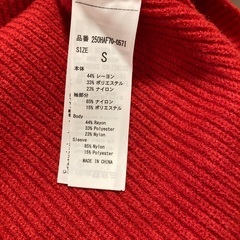 品番 250HAF70-0571
SIZE S
本体
44% レーヨン
33% ポリエステル
23% ナイロン
袖部分
85% ナイロン
15% ポリエステル
Body
44% Rayon
33% Polyester
23% Nylon
Sleeve
85% Nylon
15% Polyester
MADE IN CHINA